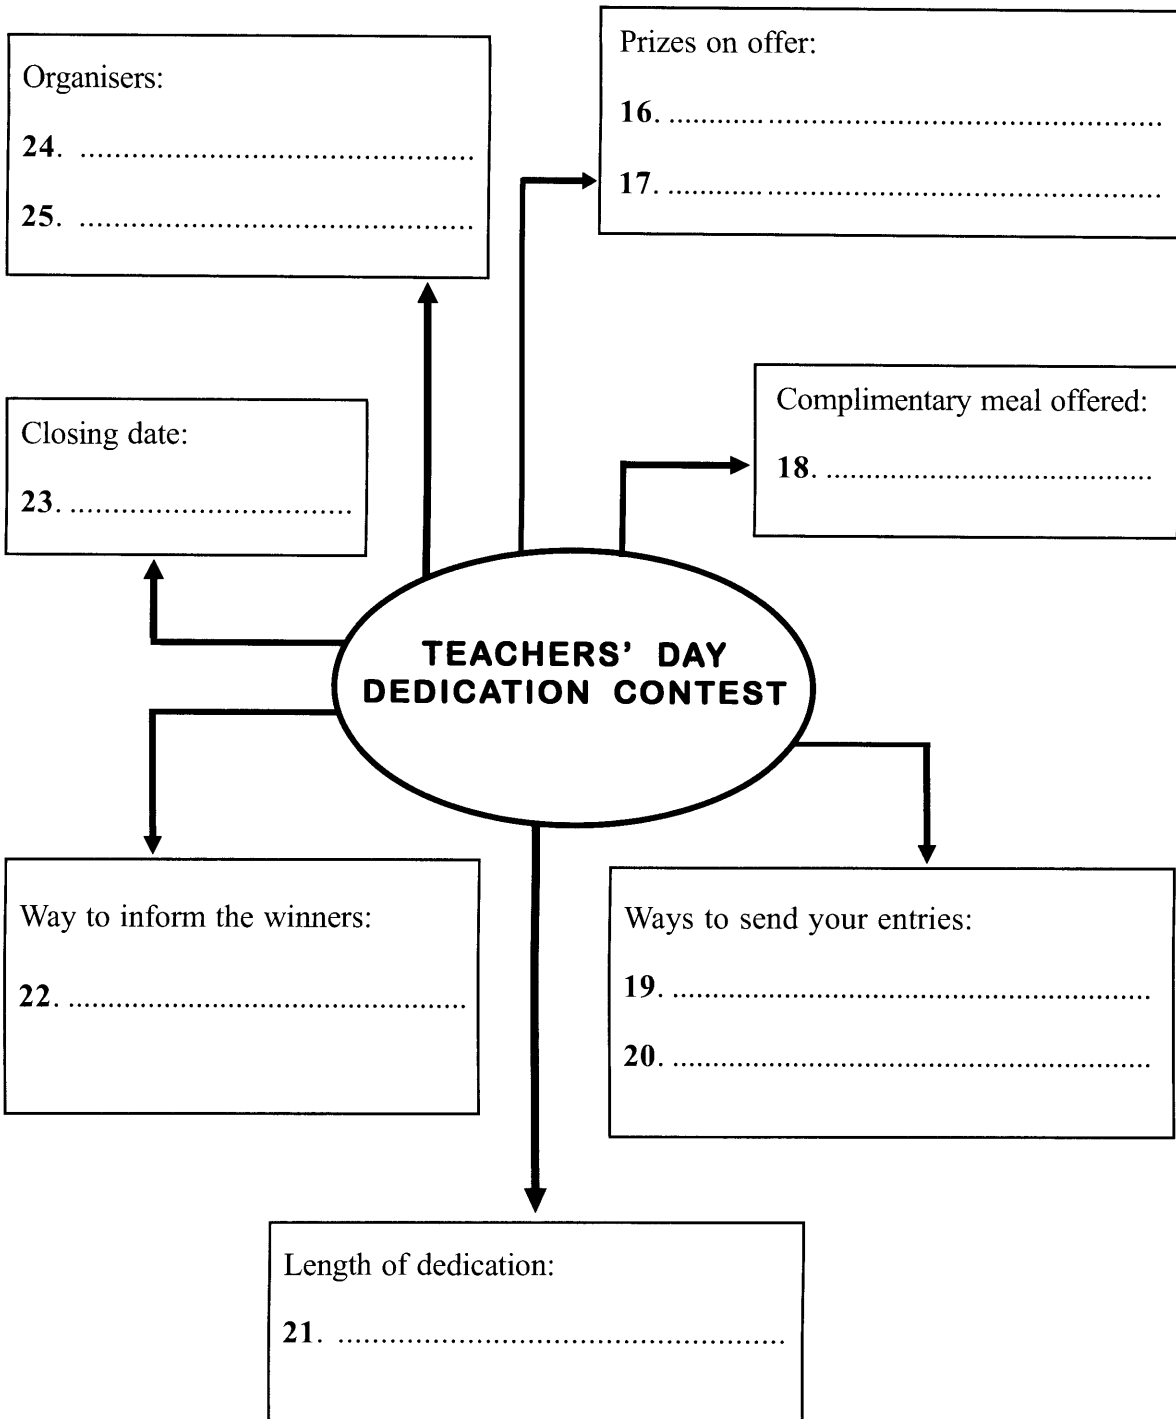 Organisers:
24. ..................................................
25. ..................................................
Prizes on offer:
16. ..............................................................
17. ..............................................................
Complimentary meal offered:
18. .........................................
Closing date:
23. ...................................
TEACHERS’ DAY
DEDICATION CONTEST
Way to inform the winners:
22. ..................................................
Ways to send your entries:
19. ............................................................
20. ............................................................
Length of dedication:
21. ........................................................